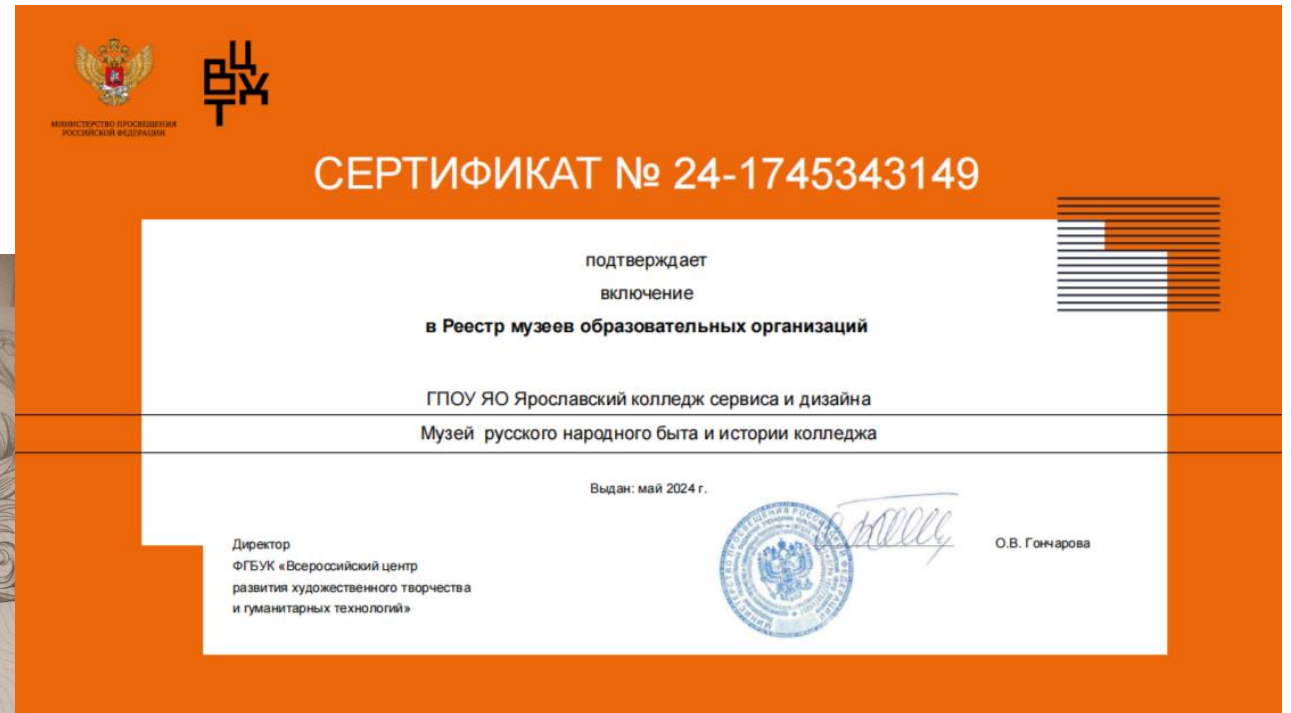 МИНИСТЕРСТВО ПРОСВЕЩЕНИЯ
РОССИЙСКОЙ ФЕДЕРАЦИИ
ВЦХТ
СЕРТИФИКАТ № 24-1745343149
подтверждает
включение
в Реестр музеев образовательных организаций
ГПОУ ЯО Ярославский колледж сервиса и дизайна
Музей русского народного быта и истории колледжа
Выдан: май 2024 г.
Директор
ФГБУК «Всероссийский центр
развития художественного творчества
и гуманитарных технологий»
О.В. Гончарова